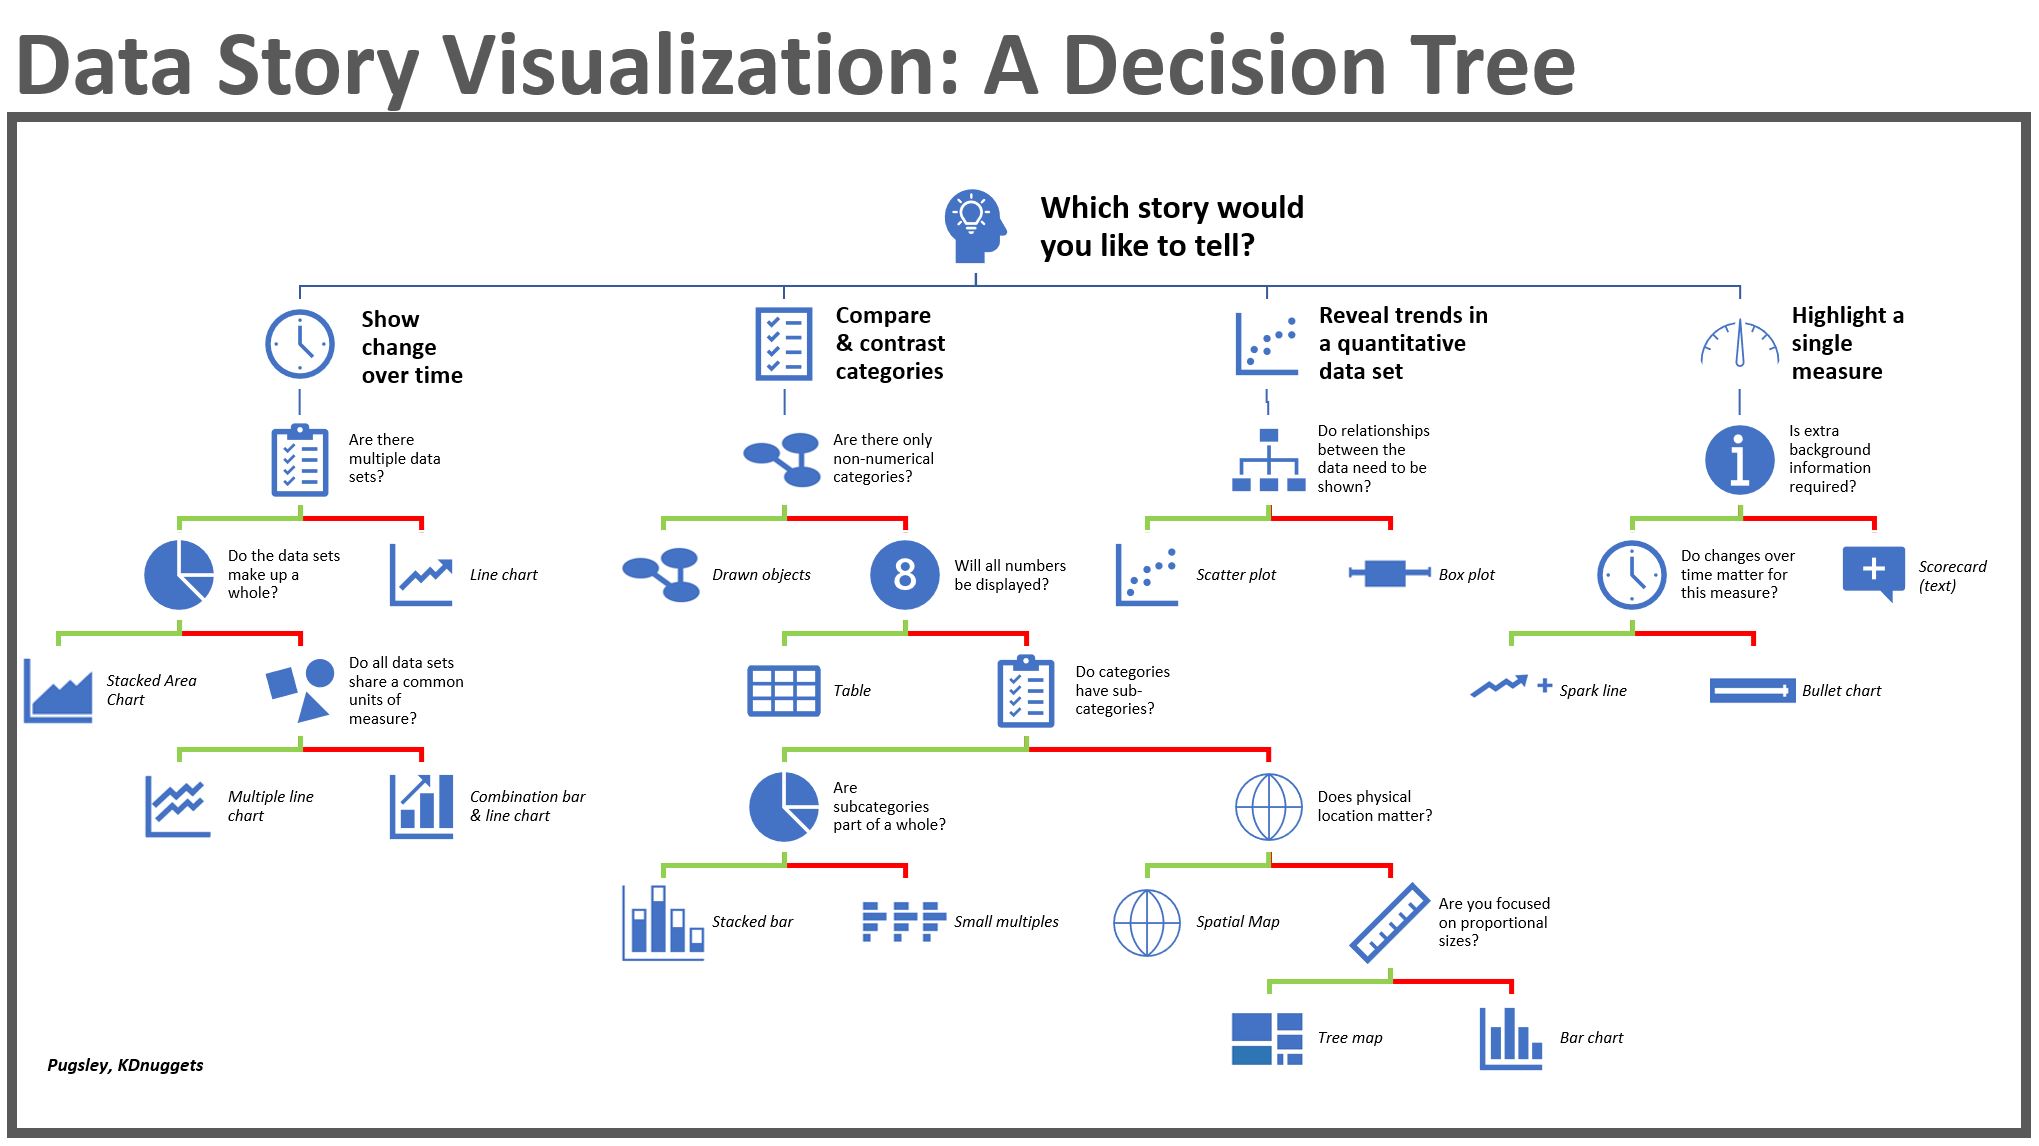 Data Story Visualization: A Decision Tree
Which story would
you like to tell?
Show
change
over time
Compare
& contrast
categories
Reveal trends in
a quantitative
data set
Highlight a
single
measure
Are there
multiple data
sets?
Are there only
non-numerical
categories?
Do relationships
between the
data need to be
shown?
Is extra
background
information
required?
Do the data sets
make up a
whole?
Line chart
Drawn objects
8
Will all numbers
be displayed?
Scatter plot
Box plot
Do changes over
time matter for
this measure?
Scorecard
(text)
Stacked Area
Chart
Do all data sets
share a common
units of
measure?
Table
Do categories
have sub-
categories?
Spark line
Bullet chart
Multiple line
chart
Combination bar
& line chart
Are
subcategories
part of a whole?
Does physical
location matter?
Stacked bar
Small multiples
Spatial Map
Are you focused
on proportional
sizes?
Tree map
Bar chart
Pugsley, KDnuggets